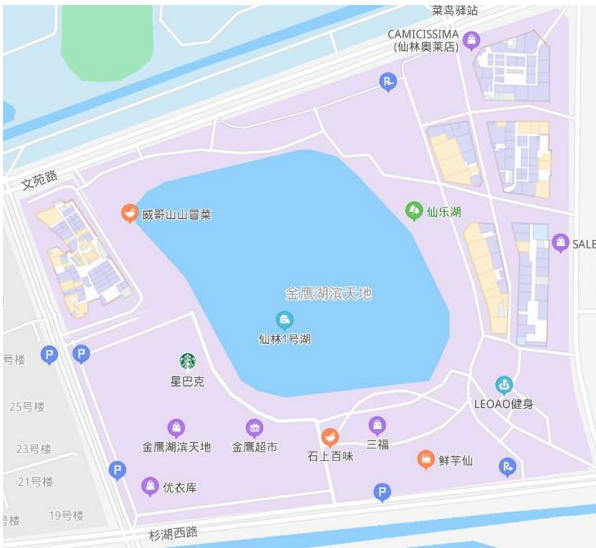 菜鸟驿站
CAMICISSIMA
(仙林奥莱店)
文苑路
威哥山山冒菜
仙乐湖
SALE
金鹰湖滨天地
仙林1号湖
号楼
P
P
星巴克
LEOAO健身
25号楼
金鹰湖滨天地
金鹰超市
三福
23号楼
石上百味
鲜芋仙
P
21号楼
优衣库
P
号楼
19号楼
杉湖西路